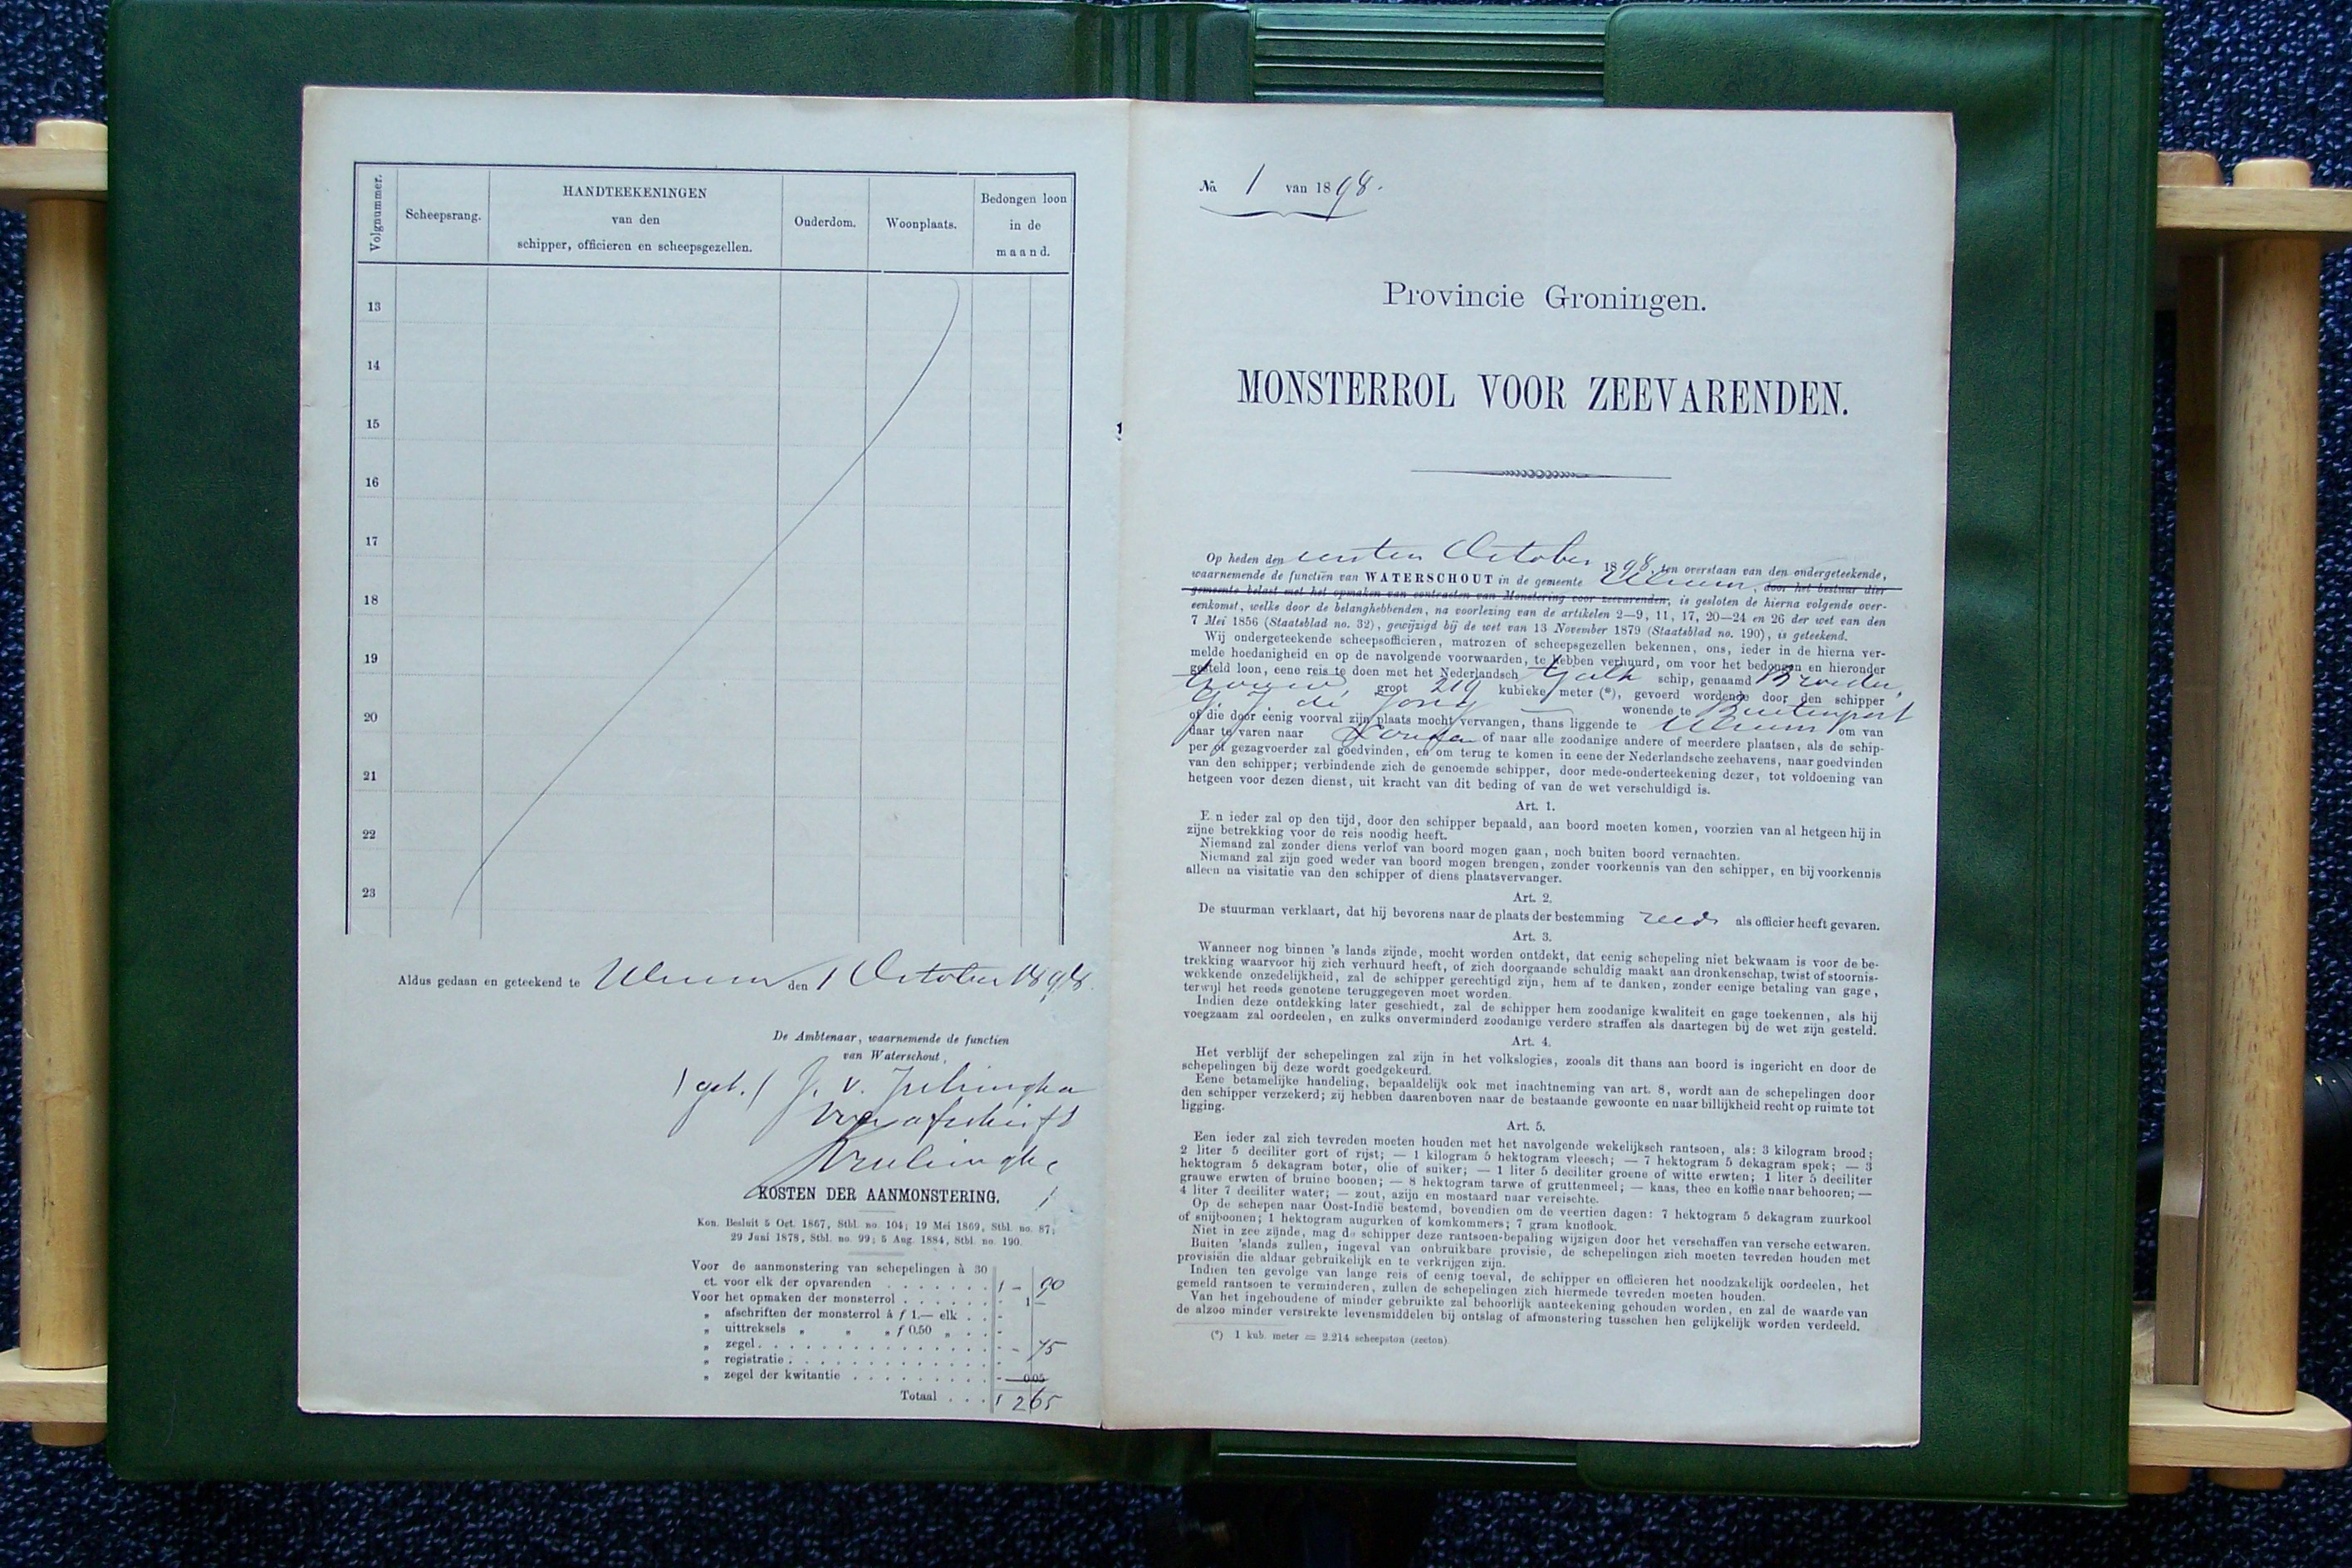 Volgnummer.
Scheepsrang.
HANDTEEKENINGEN
van den
schipper, officieren en scheepsgezellen.
Ouderdom.
Woonplaats.
Bedongen loon
in de
maand.
13
14
15
16
17
18
19
20
21
22
23
Aldus gedaan en geteekend te Ulrum den 1 October 1898.
De Ambtenaar, waarnemende de functien
van Waterschout,
(get.) J. v.
Voor afschrift
KOSTEN DER AANMONSTERING.
Kon. Besluit 5 Oct. 1867, Stbl. no. 104; 19 Mei 1869, Stbl. no. 87;
29 Juni 1878, Stbl. no. 99; 5 Aug. 1884, Stbl. no. 190.
Voor de aanmonstering van schepelingen à 30
ct. voor elk der opvarenden . . . . . . . f - 90
Voor het opmaken der monsterrol . . . . . . - 1 -
„ afschriften der monsterrol à f 1.— elk . . -
„ uittreksels „ „ „ f 0.50 „ . . -
„ zegel . . . . . . . . . . . . . . . - - 75
„ registratie . . . . . . . . . . . . . -
„ zegel der kwitantie . . . . . . . . . - 0.05
Totaal . . . f 2 65
No. 1 van 1898.
Provincie Groningen.
MONSTERROL VOOR ZEEVARENDEN.
Op heden den eersten October 1898, ten overstaan van den ondergeteekende,
waarnemende de functiën van WATERSCHOUT in de gemeente Ulrum, door het bestuur dier
gemeente belast met het opmaken van contracten van Monstering voor zeevarenden, is gesloten de hierna volgende over-
eenkomst, welke door de belanghebbenden, na voorlezing van de artikelen 2—9, 11, 17, 20—24 en 26 der wet van den
7 Mei 1856 (Staatsblad no. 32), gewijzigd bij de wet van 13 November 1879 (Staatsblad no. 190), is geteekend.
Wij ondergeteekende scheepsofficieren, matrozen of scheepsgezellen bekennen, ons, ieder in de hierna ver-
melde hoedanigheid en op de navolgende voorwaarden, te hebben verhuurd, om voor het bedongen en hieronder
gesteld loon, eene reis te doen met het Nederlandsch tjalk schip, genaamd Broeder-
trouw, groot 219 kubieke meter (*), gevoerd wordende door den schipper
G. J. de Jong wonende te Buitenpost
of die door eenig voorval zijn plaats mocht vervangen, thans liggende te Ulrum om van
daar te varen naar Londen of naar alle zoodanige andere of meerdere plaatsen, als de schip-
per of gezagvoerder zal goedvinden, en om terug te komen in eene der Nederlandsche zeehavens, naar goedvinden
van den schipper; verbindende zich de genoemde schipper, door mede-onderteekening dezer, tot voldoening van
hetgeen voor dezen dienst, uit kracht van dit beding of van de wet verschuldigd is.
Art. 1.
E n ieder zal op den tijd, door den schipper bepaald, aan boord moeten komen, voorzien van al hetgeen hij in
zijne betrekking voor de reis noodig heeft.
Niemand zal zonder diens verlof van boord mogen gaan, noch buiten boord vernachten.
Niemand zal zijn goed weder van boord mogen brengen, zonder voorkennis van den schipper, en bij voorkennis
alleen na visitatie van den schipper of diens plaatsvervanger.
Art. 2.
De stuurman verklaart, dat hij bevorens naar de plaats der bestemming reeds als officier heeft gevaren.
Art. 3.
Wanneer nog binnen 's lands zijnde, mocht worden ontdekt, dat eenig schepeling niet bekwaam is voor de be-
trekking waarvoor hij zich verhuurd heeft, of zich doorgaande schuldig maakt aan dronkenschap, twist of stoornis-
wekkende onzedelijkheid, zal de schipper gerechtigd zijn, hem af te danken, zonder eenige betaling van gage,
terwijl het reeds genotene teruggegeven moet worden.
Indien deze ontdekking later geschiedt, zal de schipper hem zoodanige kwaliteit en gage toekennen, als hij
voegzaam zal oordeelen, en zulks onverminderd zoodanige verdere straffen als daartegen bij de wet zijn gesteld.
Art. 4.
Het verblijf der schepelingen zal zijn in het volkslogies, zooals dit thans aan boord is ingericht en door de
schepelingen bij deze wordt goedgekeurd.
Eene betamelijke handeling, bepaaldelijk ook met inachtneming van art. 8, wordt aan de schepelingen door
den schipper verzekerd; zij hebben daarenboven naar de bestaande gewoonte en naar billijkheid recht op ruimte tot
ligging.
Art. 5.
Een ieder zal zich tevreden moeten houden met het navolgende wekelijksch rantsoen, als: 3 kilogram brood;
2 liter 5 deciliter gort of rijst; — 1 kilogram 5 hektogram vleesch; — 7 hektogram 5 dekagram spek; — 3
hektogram 5 dekagram boter, olie of suiker; — 1 liter 5 deciliter groene of witte erwten; 1 liter 5 deciliter
grauwe erwten of bruine boonen; — 8 hektogram tarwe of gruttenmeel; — kaas, thee en koffie naar behooren; —
4 liter 7 deciliter water; — zout, azijn en mostaard naar vereischte.
Op de schepen naar Oost-Indië bestemd, bovendien om de veertien dagen: 7 hektogram 5 dekagram zuurkool
of snijboonen; 1 hektogram augurken of komkommers; 7 gram knoflook.
Niet in zee zijnde, mag de schipper deze rantsoen-bepaling wijzigen door het verschaffen van versche eetwaren.
Buiten 'slands zullen, ingeval van onbruikbare provisie, de schepelingen zich moeten tevreden houden met
provisiën die aldaar gebruikelijk en te verkrijgen zijn.
Indien ten gevolge van lange reis of eenig toeval, de schipper en officieren het noodzakelijk oordeelen, het
gemeld rantsoen te verminderen, zullen de schepelingen zich hiermede tevreden moeten houden.
Van het ingehoudene of minder gebruikte zal behoorlijk aanteekening gehouden worden, en zal de waarde van
de alzoo minder verstrekte levensmiddelen bij ontslag of afmonstering tusschen hen gelijkelijk worden verdeeld.
(*) 1 kub. meter = 2.214 scheepston (zeeton)